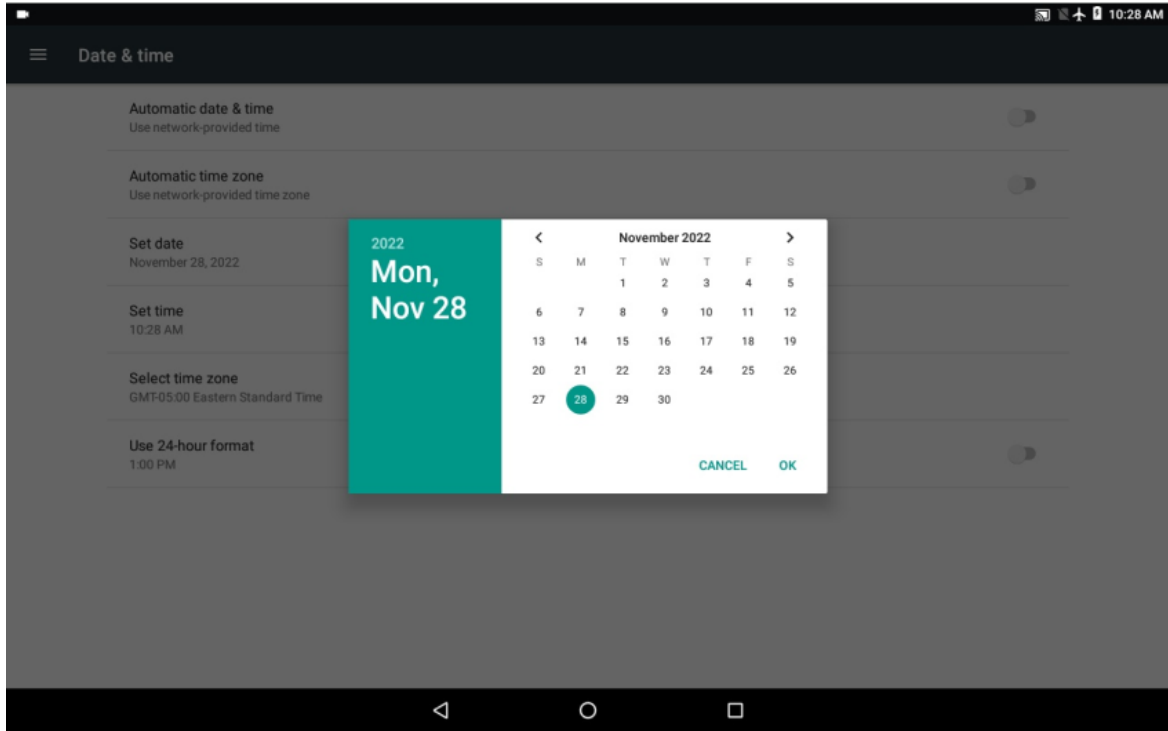 10:28 AM
Date & time
Automatic date & time
Use network-provided time
Automatic time zone
Use network-provided time zone
Set date
November 28, 2022
Set time
10:28 AM
Select time zone
GMT-05:00 Eastern Standard Time
Use 24-hour format
1:00 PM
2022
Mon,
Nov 28
November 2022
S M T W T F S
1 2 3 4 5
6 7 8 9 10 11 12
13 14 15 16 17 18 19
20 21 22 23 24 25 26
27 28 29 30
CANCEL OK